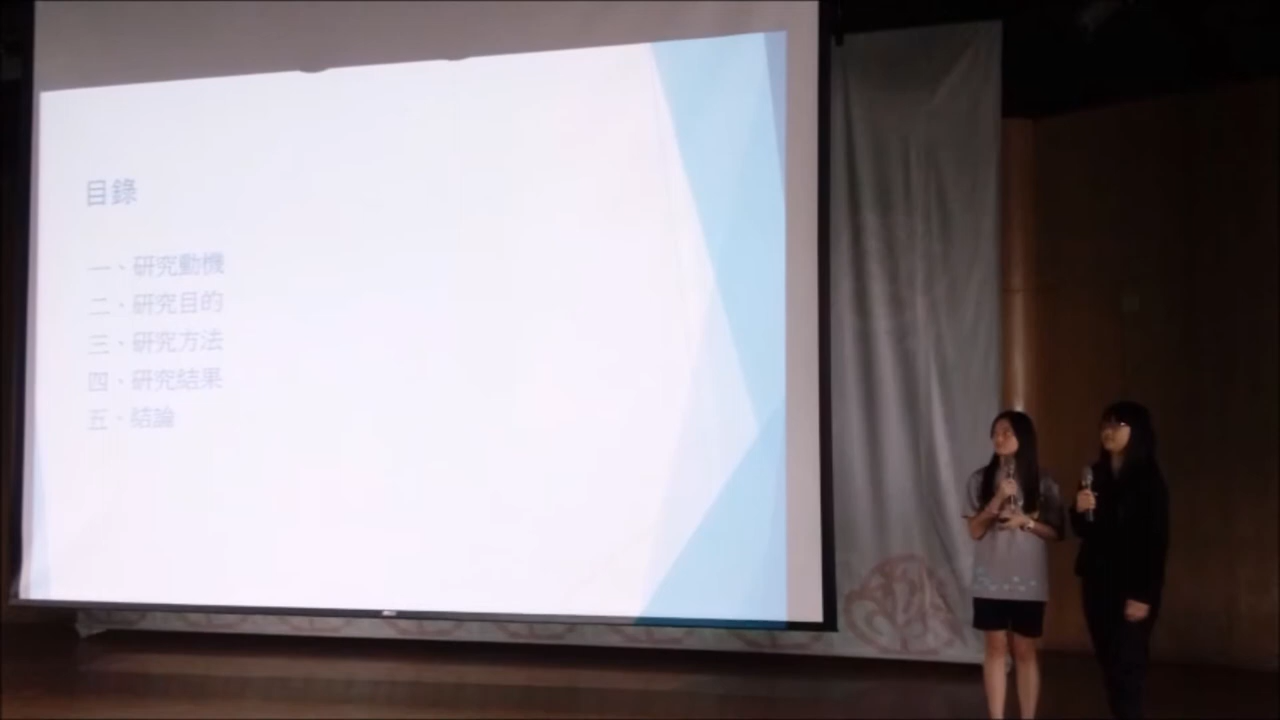 目錄
一、研究動機
二、研究目的
三、研究方法
四、研究結果
五、結論